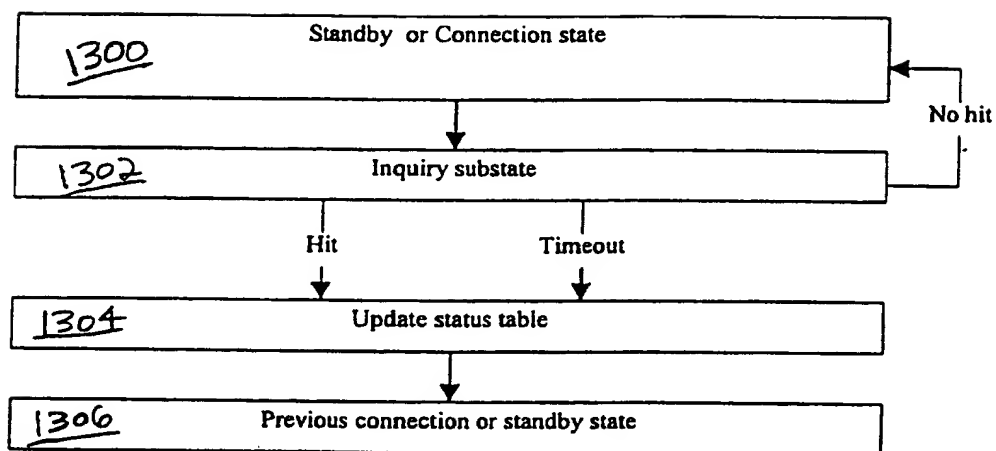 Standby or Connection state
1300
No hit
Inquiry substate
1302
Hit
Timeout
Update status table
1304
Previous connection or standby state
1306